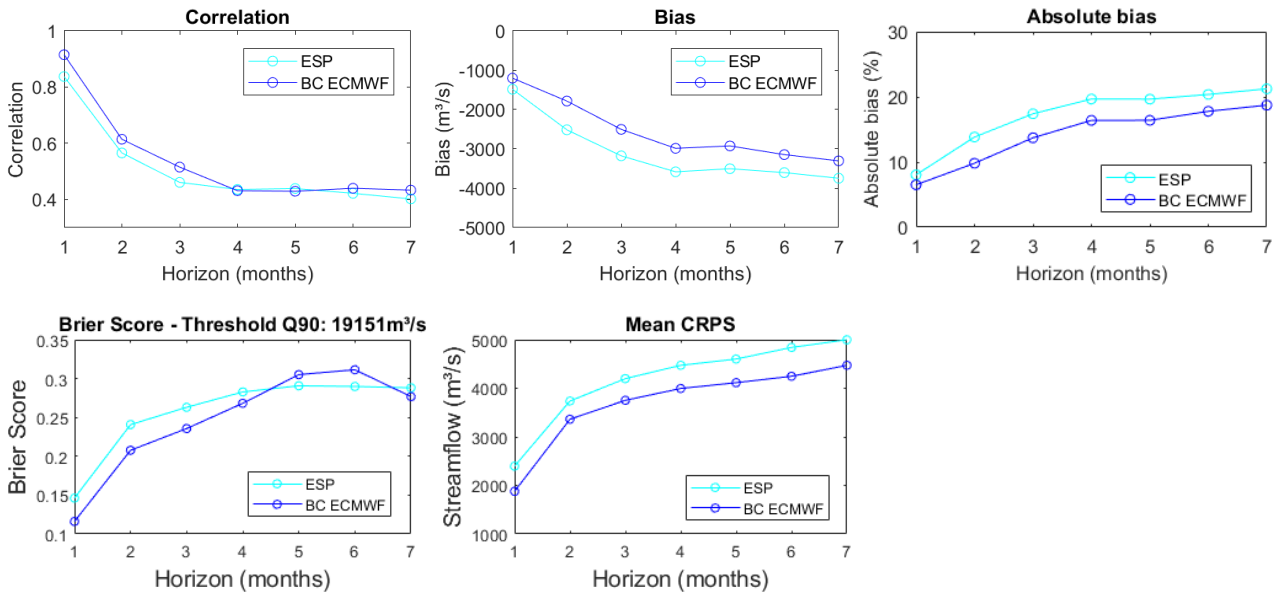 Correlation
1
0.8
0.6
0.4
Correlation
ESP
BC ECMWF
1 2 3 4 5 6 7
Horizon (months)
Bias
0
-1000
-2000
-3000
-4000
-5000
Bias (m³/s)
ESP
BC ECMWF
1 2 3 4 5 6 7
Horizon (months)
Absolute bias
30
20
10
0
Absolute bias (%)
ESP
BC ECMWF
1 2 3 4 5 6 7
Horizon (months)
Brier Score - Threshold Q90: 19151m³/s
0.35
0.3
0.25
0.2
0.15
0.1
Brier Score
ESP
BC ECMWF
1 2 3 4 5 6 7
Horizon (months)
Mean CRPS
5000
4000
3000
2000
1000
Streamflow (m³/s)
ESP
BC ECMWF
1 2 3 4 5 6 7
Horizon (months)